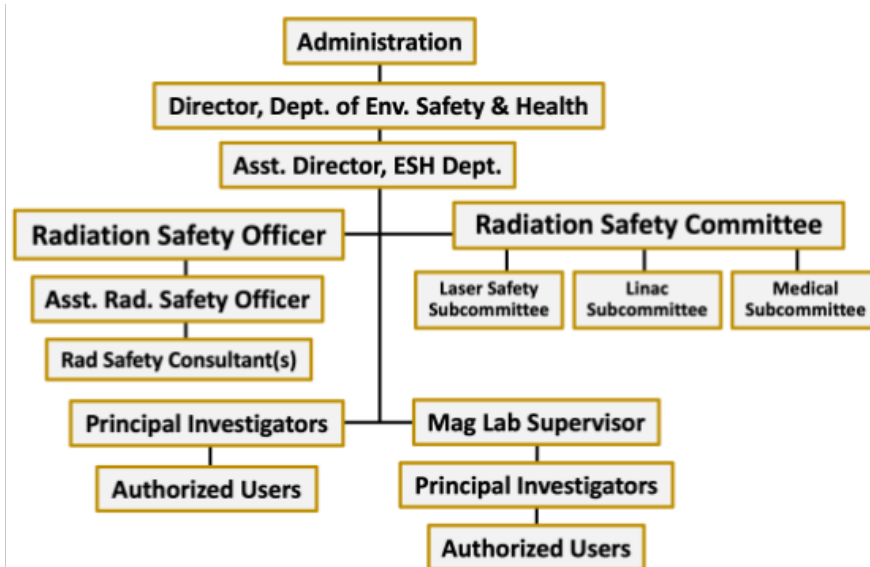 Administration
Director, Dept. of Env. Safety & Health
Asst. Director, ESH Dept.
Radiation Safety Officer
Radiation Safety Committee
Asst. Rad. Safety Officer
Laser Safety
Subcommittee
Linac
Subcommittee
Medical
Subcommittee
Rad Safety Consultant(s)
Principal Investigators
Mag Lab Supervisor
Authorized Users
Principal Investigators
Authorized Users